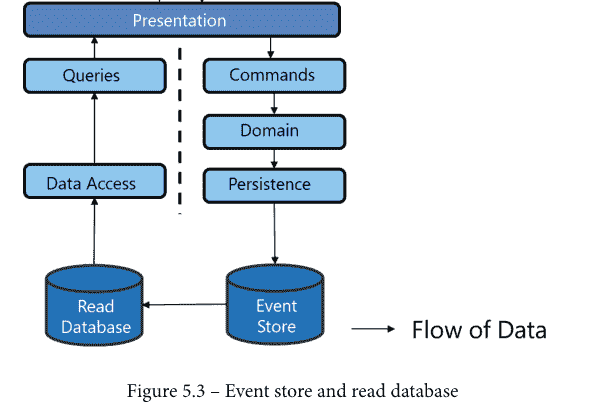 Presentation
Queries
Commands
Domain
Data Access
Persistence
Read
Database
Event
Store
Flow of Data
Figure 5.3 – Event store and read database